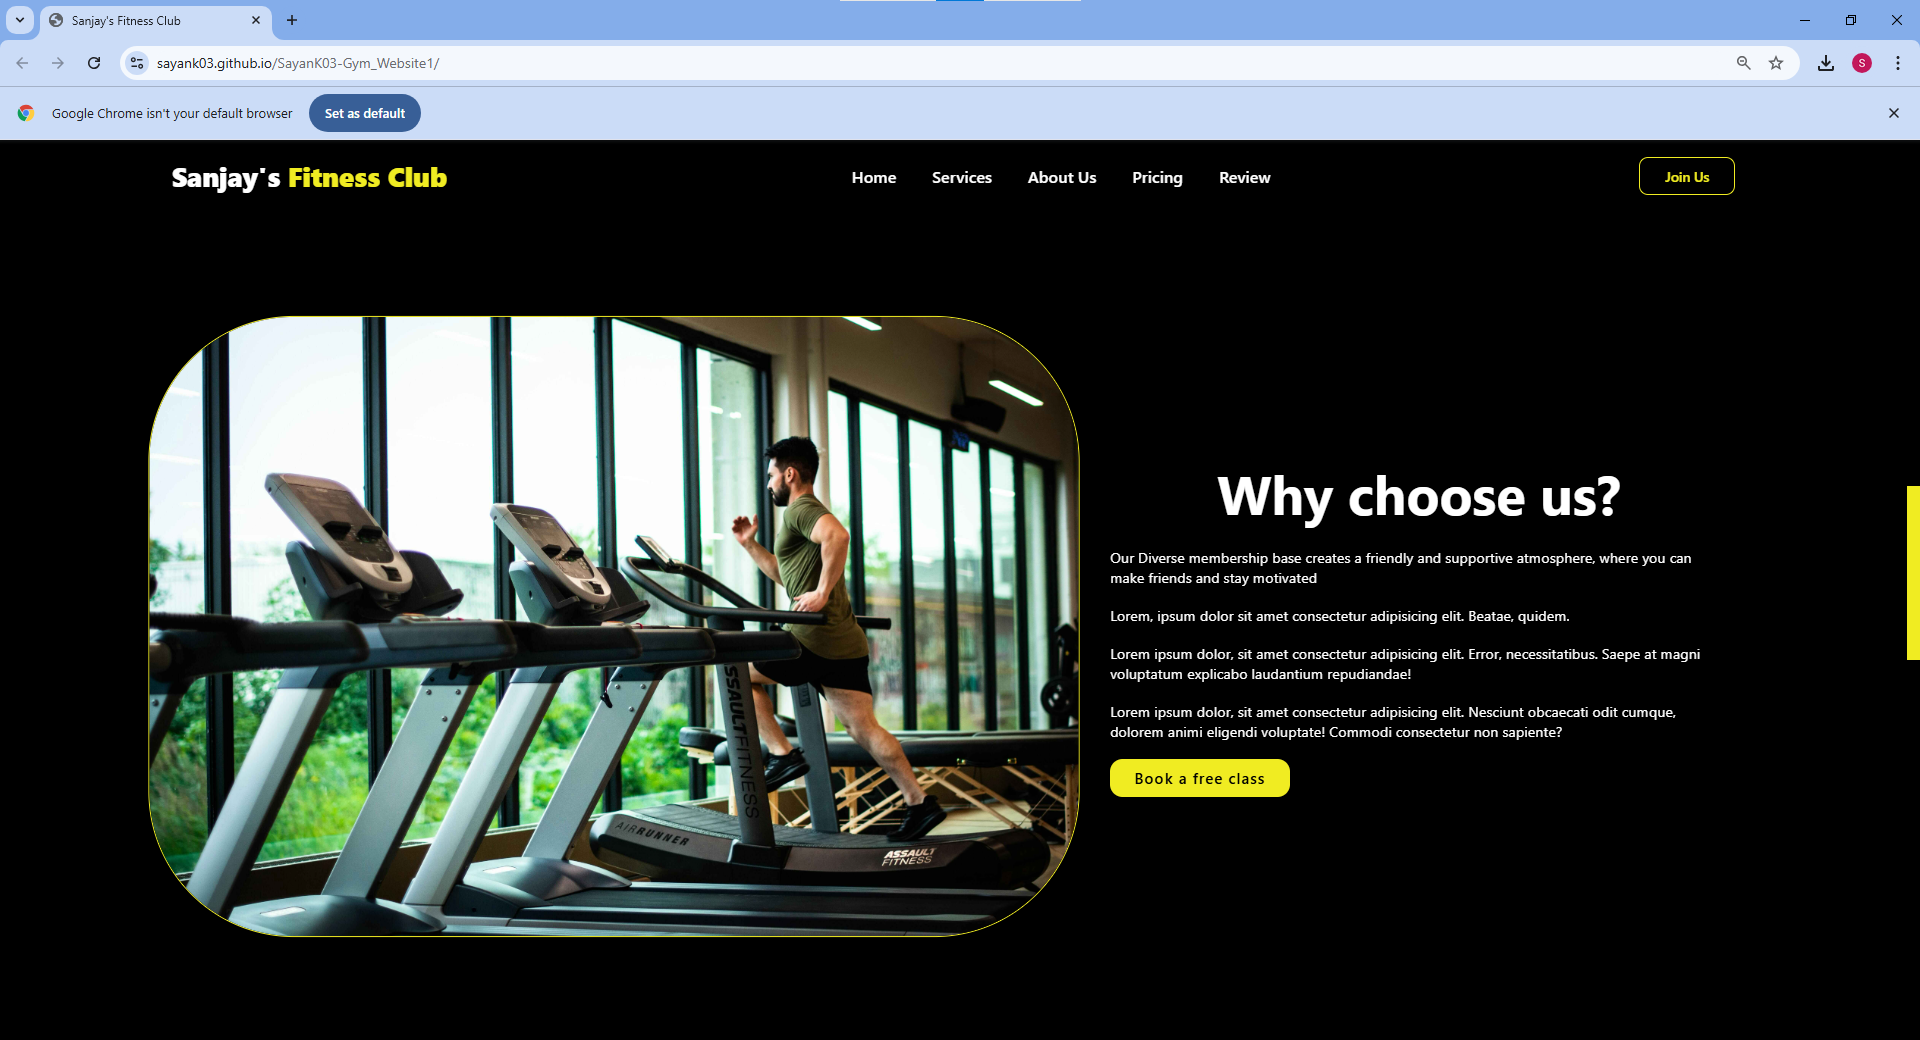 Sanjay's Fitness Club
sayank03.github.io/SayanK03-Gym_Website1/
S
Google Chrome isn't your default browser
Set as default
Sanjay's Fitness Club
Home
Services
About Us
Pricing
Review
Join Us
SSAULT FITNESS
AIRRUNNER
ASSAULT
FITNESS
Why choose us?
Our Diverse membership base creates a friendly and supportive atmosphere, where you can
make friends and stay motivated
Lorem, ipsum dolor sit amet consectetur adipisicing elit. Beatae, quidem.
Lorem ipsum dolor, sit amet consectetur adipisicing elit. Error, necessitatibus. Saepe at magni
voluptatum explicabo laudantium repudiandae!
Lorem ipsum dolor, sit amet consectetur adipisicing elit. Nesciunt obcaecati odit cumque,
dolorem animi eligendi voluptate! Commodi consectetur non sapiente?
Book a free class